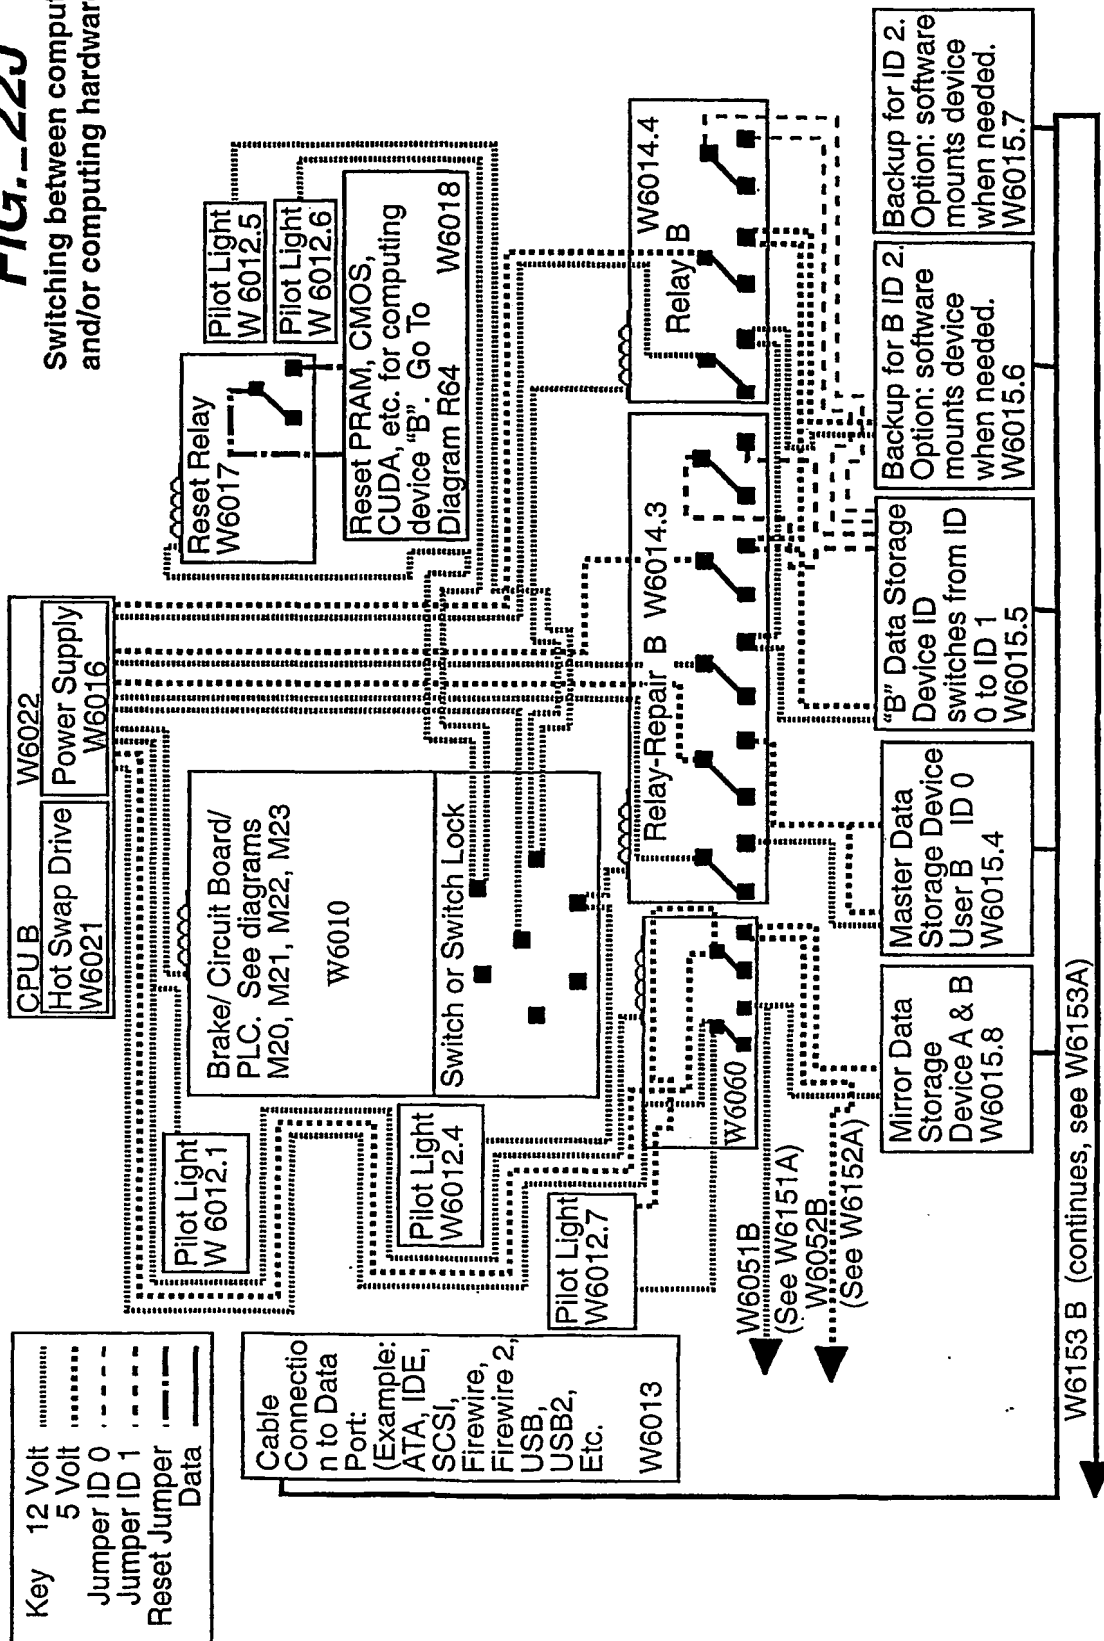 FIG._22J
Switching between comput
and/or computing hardwar
CPU B
W6022
Hot Swap Drive
W6021
Power Supply
W6016
Reset Relay
W6017
Pilot Light
W 6012.5
Pilot Light
W 6012.6
Reset PRAM, CMOS,
CUDA, etc. for computing
device "B". Go To
Diagram R64 W6018
Brake/ Circuit Board/
PLC. See diagrams
M20, M21, M22, M23
W6010
Switch or Switch Lock
Pilot Light
W 6012.1
Pilot Light
W6012.4
Pilot Light
W6012.7
W6060
Relay-Repair B W6014.3
W6014.4
Relay B
Key 12 Volt
5 Volt
Jumper ID 0
Jumper ID 1
Reset Jumper
Data
Cable
Connectio
n to Data
Port:
(Example:
ATA, IDE,
SCSI,
Firewire,
Firewire 2,
USB,
USB2,
Etc.
W6013
W6051B
(See W6151A)
W6052B
(See W6152A)
Mirror Data
Storage
Device A & B
W6015.8
Master Data
Storage Device
User B ID 0
W6015.4
"B" Data Storage
Device ID
switches from ID
0 to ID 1
W6015.5
Backup for B ID 2.
Option: software
mounts device
when needed.
W6015.6
Backup for ID 2.
Option: software
mounts device
when needed.
W6015.7
W6153 B (continues, see W6153A)